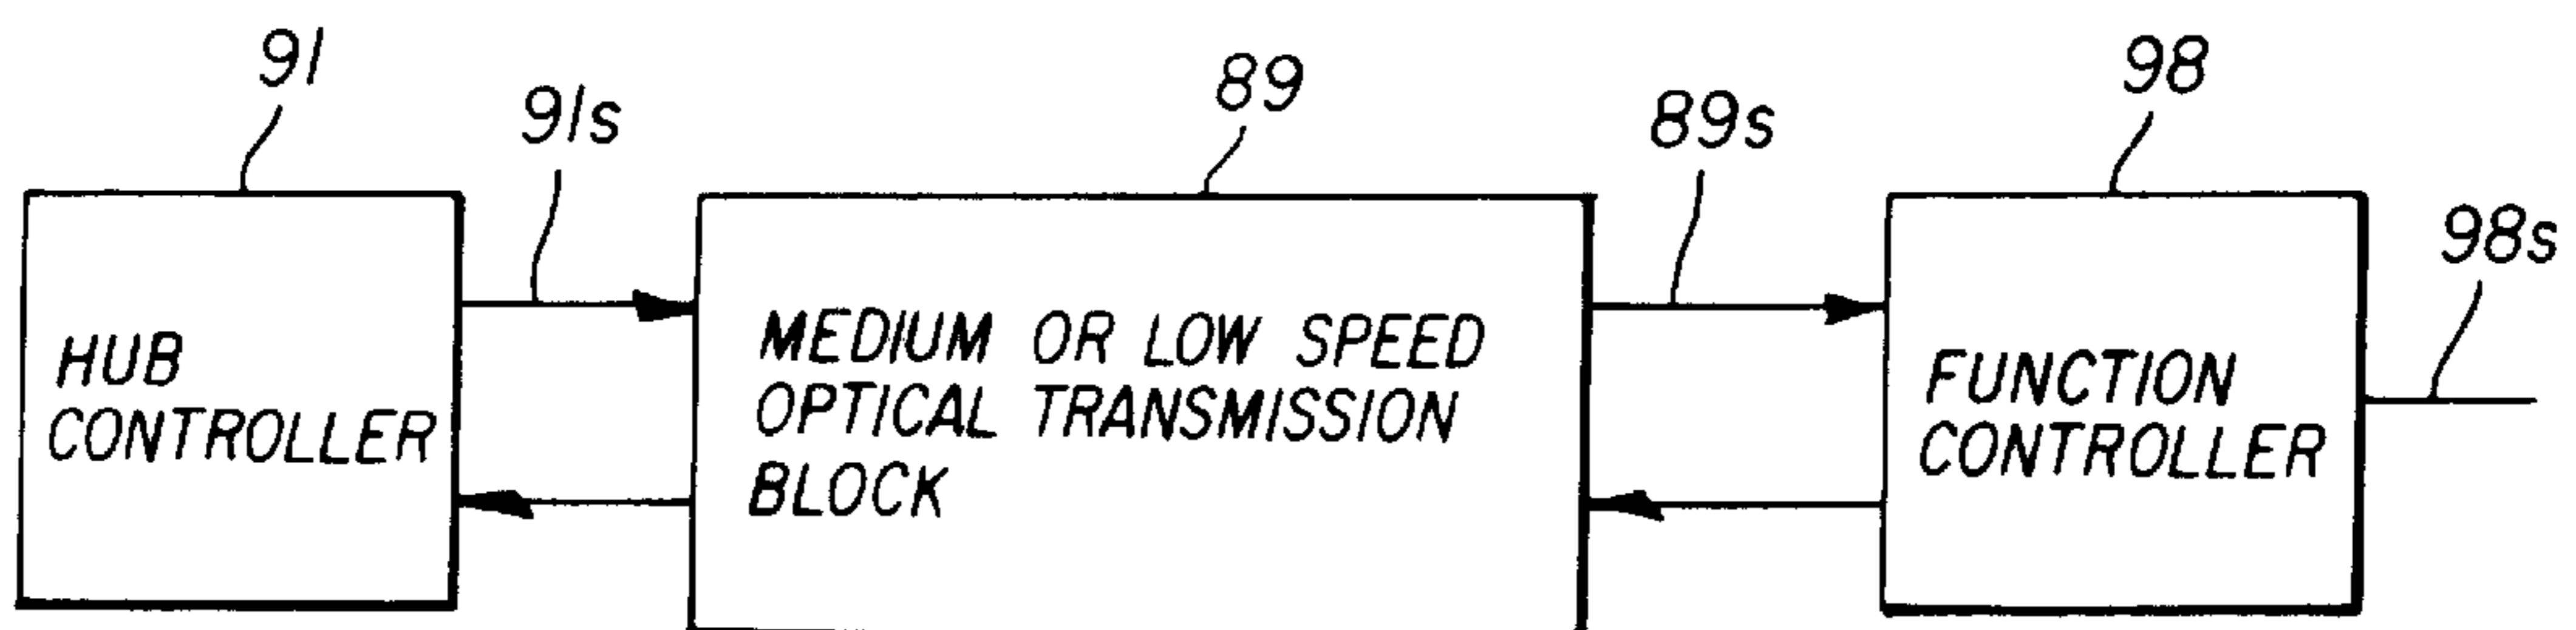 91
91s
89
89s
98
98s
HUB
CONTROLLER
MEDIUM OR LOW SPEED
OPTICAL TRANSMISSION
BLOCK
FUNCTION
CONTROLLER